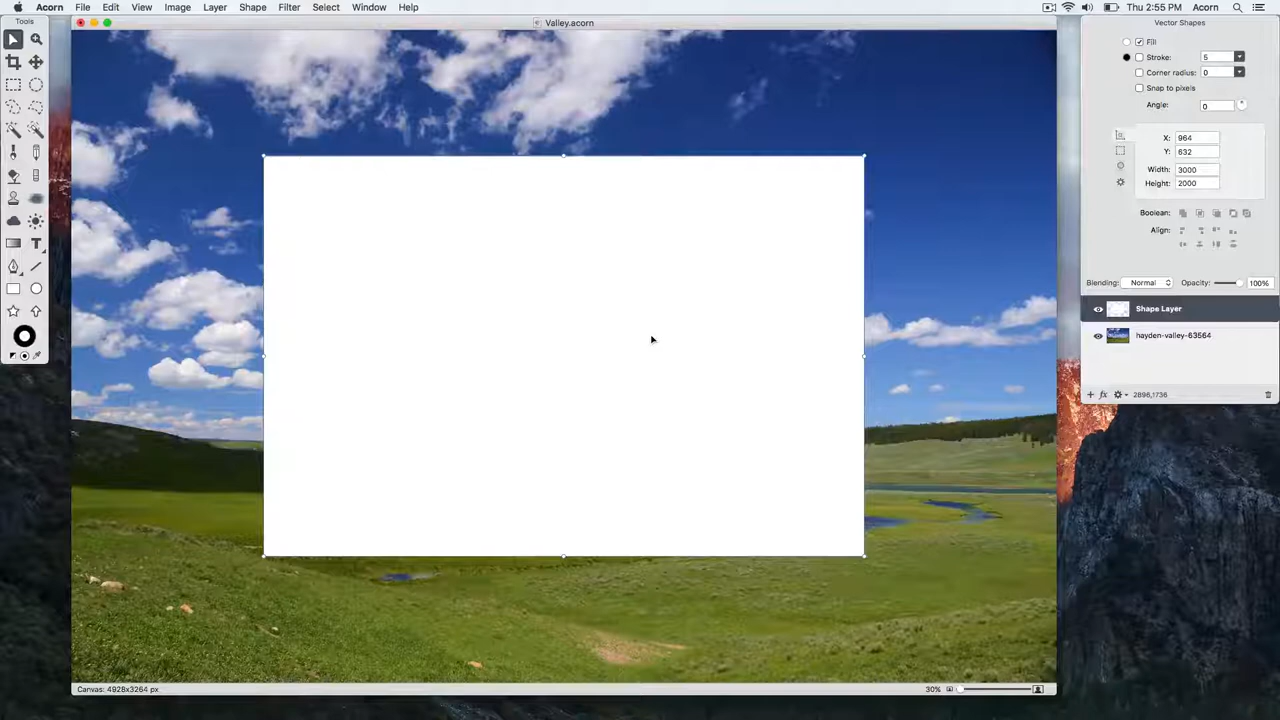 Acorn File Edit View Image Layer Shape Filter Select Window Help
Thu 2:55 PM Acorn
Tools
Valley.acorn
Vector Shapes
Fill
Stroke: 5
Corner radius: 0
Snap to pixels
Angle: 0 °
X: 964
Y: 632
Width: 3000
Height: 2000
Boolean:
Align:
Blending: Normal Opacity: 100%
Shape Layer
hayden-valley-63564
fx 2896,1736
T
Canvas: 4928x3264 px
30%